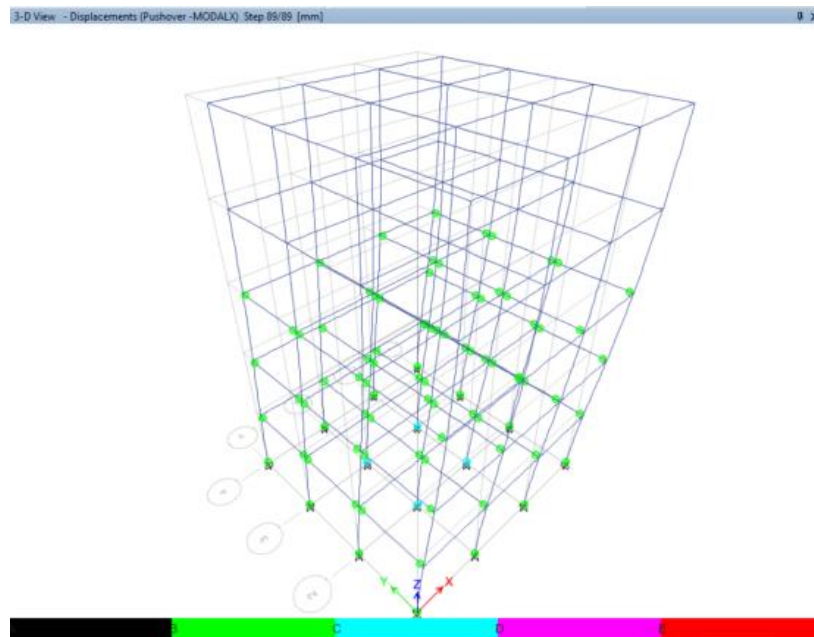 3-D View - Displacements (Pushover -MODALX) Step 89/89 [mm]
Z
Y
X
B
C
D
E